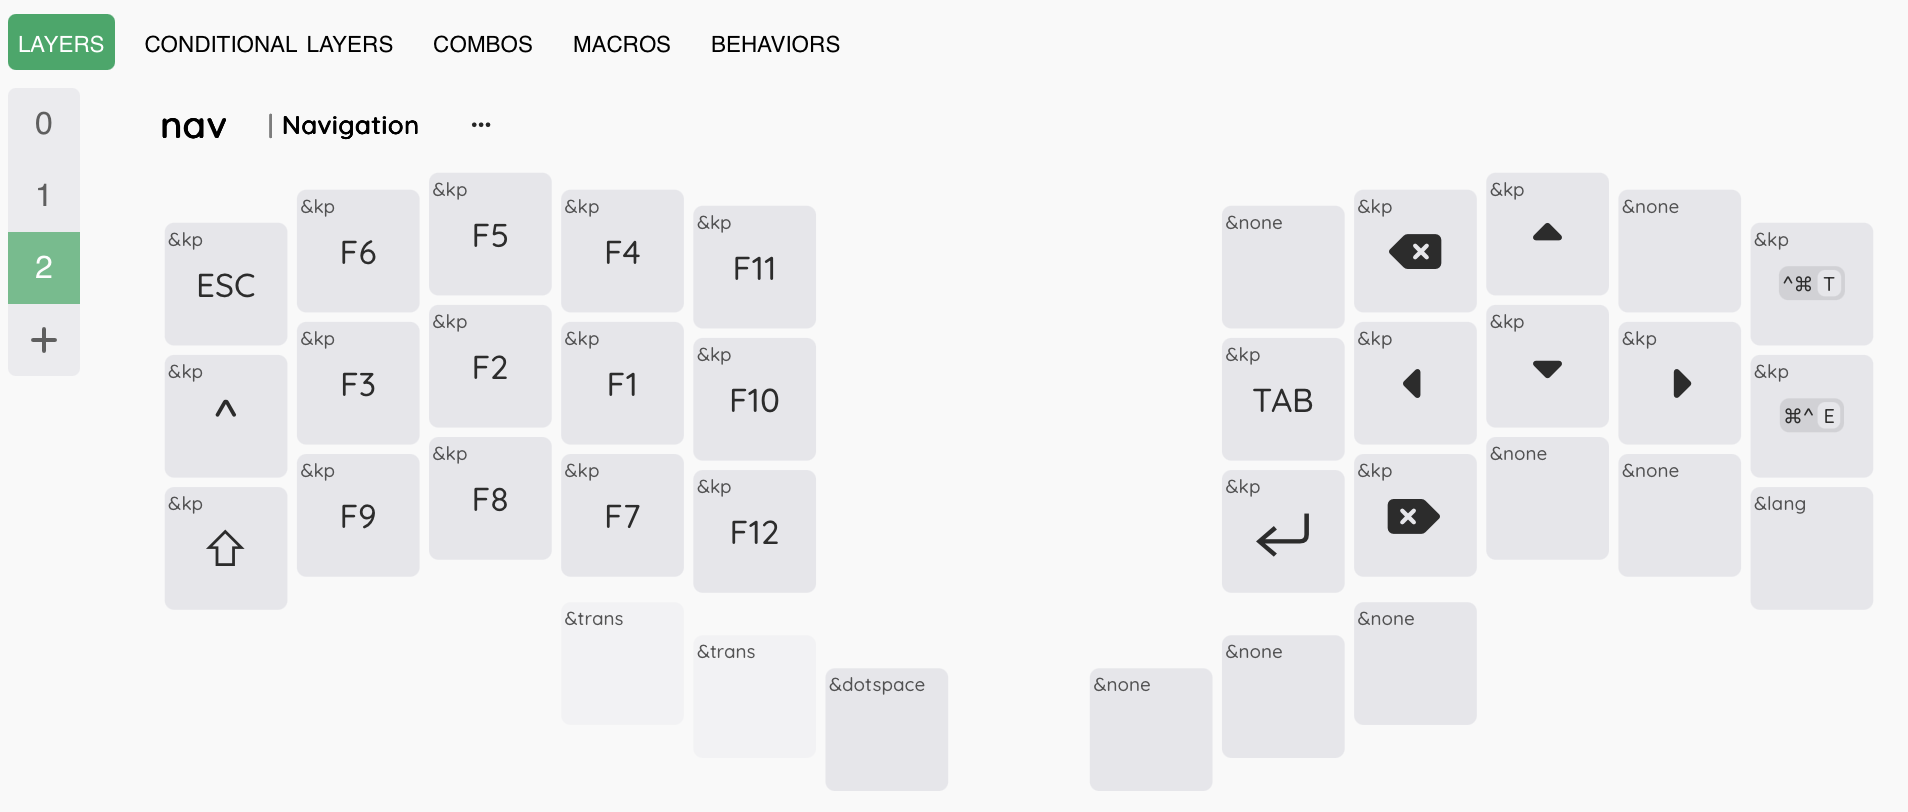 LAYERS CONDITIONAL LAYERS COMBOS MACROS BEHAVIORS
0
1
2
+
nav | Navigation ...
&kp ESC
&kp F6
&kp F5
&kp F4
&kp F11
&none
&kp
&kp
&none
&kp ^⌘ T
&kp ^
&kp F3
&kp F2
&kp F1
&kp F10
&kp TAB
&kp
&kp
&kp
&kp ⌘^ E
&kp
&kp F9
&kp F8
&kp F7
&kp F12
&kp
&kp
&none
&none
&lang
&trans
&trans
&dotspace
&none
&none
&none